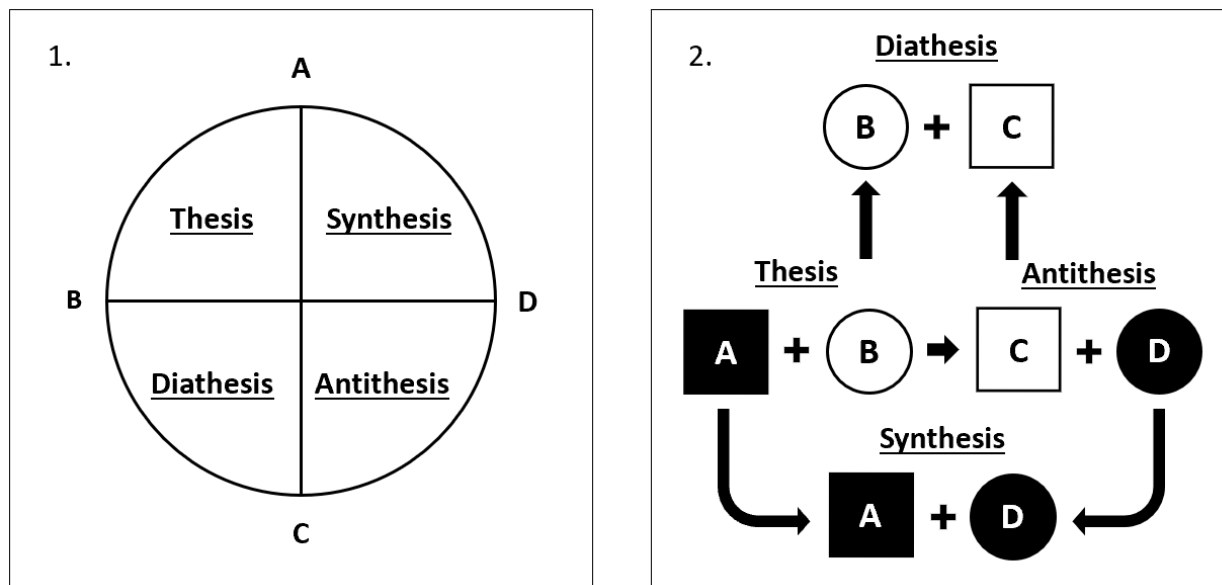 1.
A
Thesis
Synthesis
B
D
Diathesis
Antithesis
C
2.
Diathesis
B + C
Thesis
Antithesis
A + B C + D
Synthesis
A + D